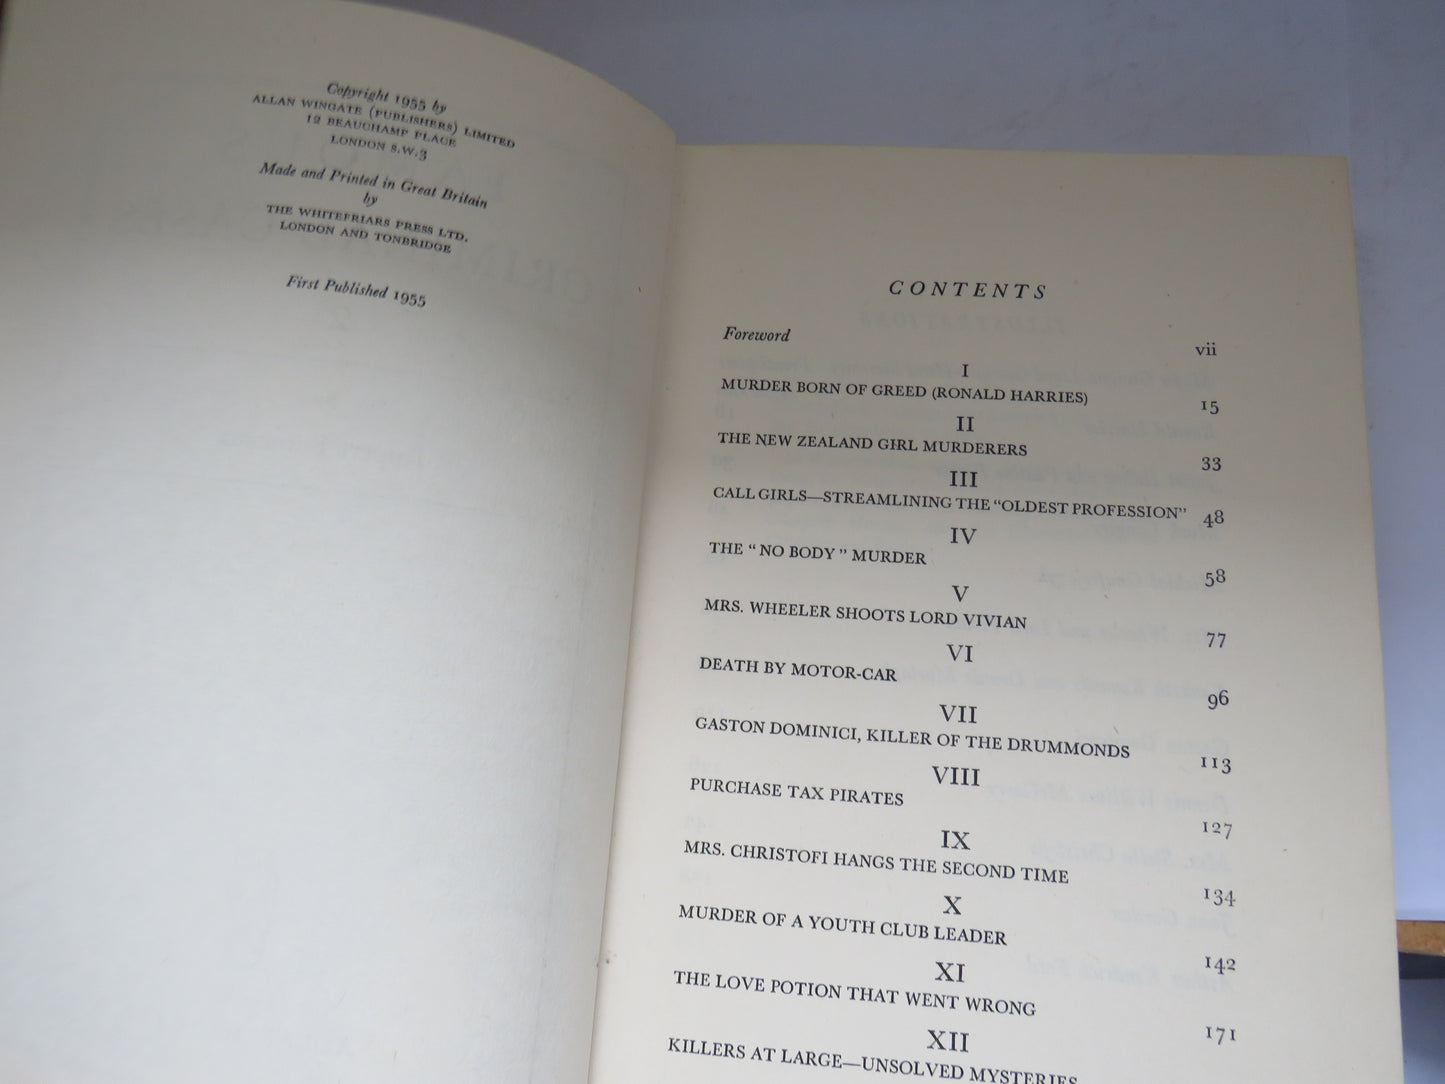 Copyright 1955 by
ALLAN WINGATE (PUBLISHERS) LIMITED
12 BEAUCHAMP PLACE
LONDON S.W.3
Made and Printed in Great Britain
by
THE WHITEFRIARS PRESS LTD.
LONDON AND TONBRIDGE
First Published 1955
CONTENTS
Foreword vii
I
MURDER BORN OF GREED (RONALD HARRIES) 15
II
THE NEW ZEALAND GIRL MURDERERS 33
III
CALL GIRLS—STREAMLINING THE "OLDEST PROFESSION" 48
IV
THE "NO BODY" MURDER 58
V
MRS. WHEELER SHOOTS LORD VIVIAN 77
VI
DEATH BY MOTOR-CAR 96
VII
GASTON DOMINICI, KILLER OF THE DRUMMONDS 113
VIII
PURCHASE TAX PIRATES 127
IX
MRS. CHRISTOFI HANGS THE SECOND TIME 134
X
MURDER OF A YOUTH CLUB LEADER 142
XI
THE LOVE POTION THAT WENT WRONG 171
XII
KILLERS AT LARGE—UNSOLVED MYSTERIES